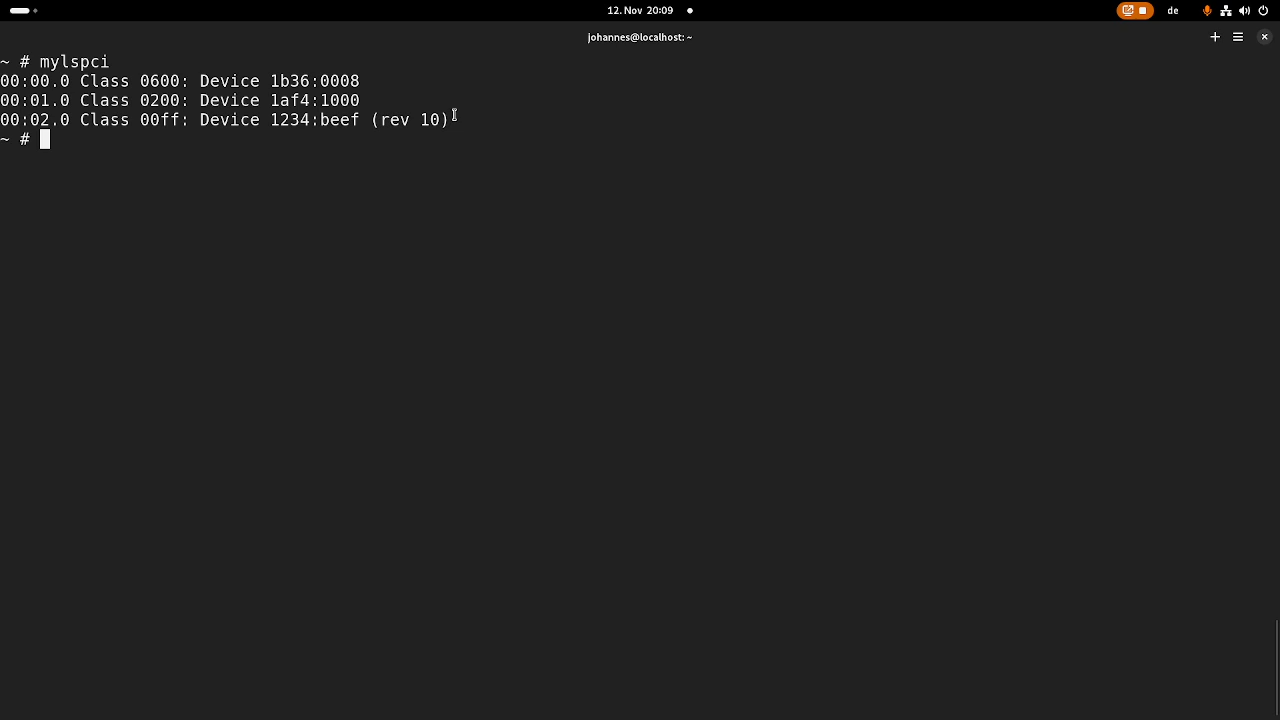 12. Nov 20:09
de
johannes@localhost: ~
~ # mylspci
00:00.0 Class 0600: Device 1b36:0008
00:01.0 Class 0200: Device 1af4:1000
00:02.0 Class 00ff: Device 1234:beef (rev 10)
~ #